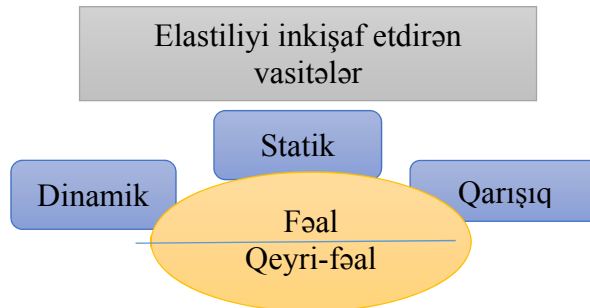 Elastiliyi inkişaf etdirən
vasitələr
Statik
Dinamik
Qarışıq
Fəal
Qeyri-fəal